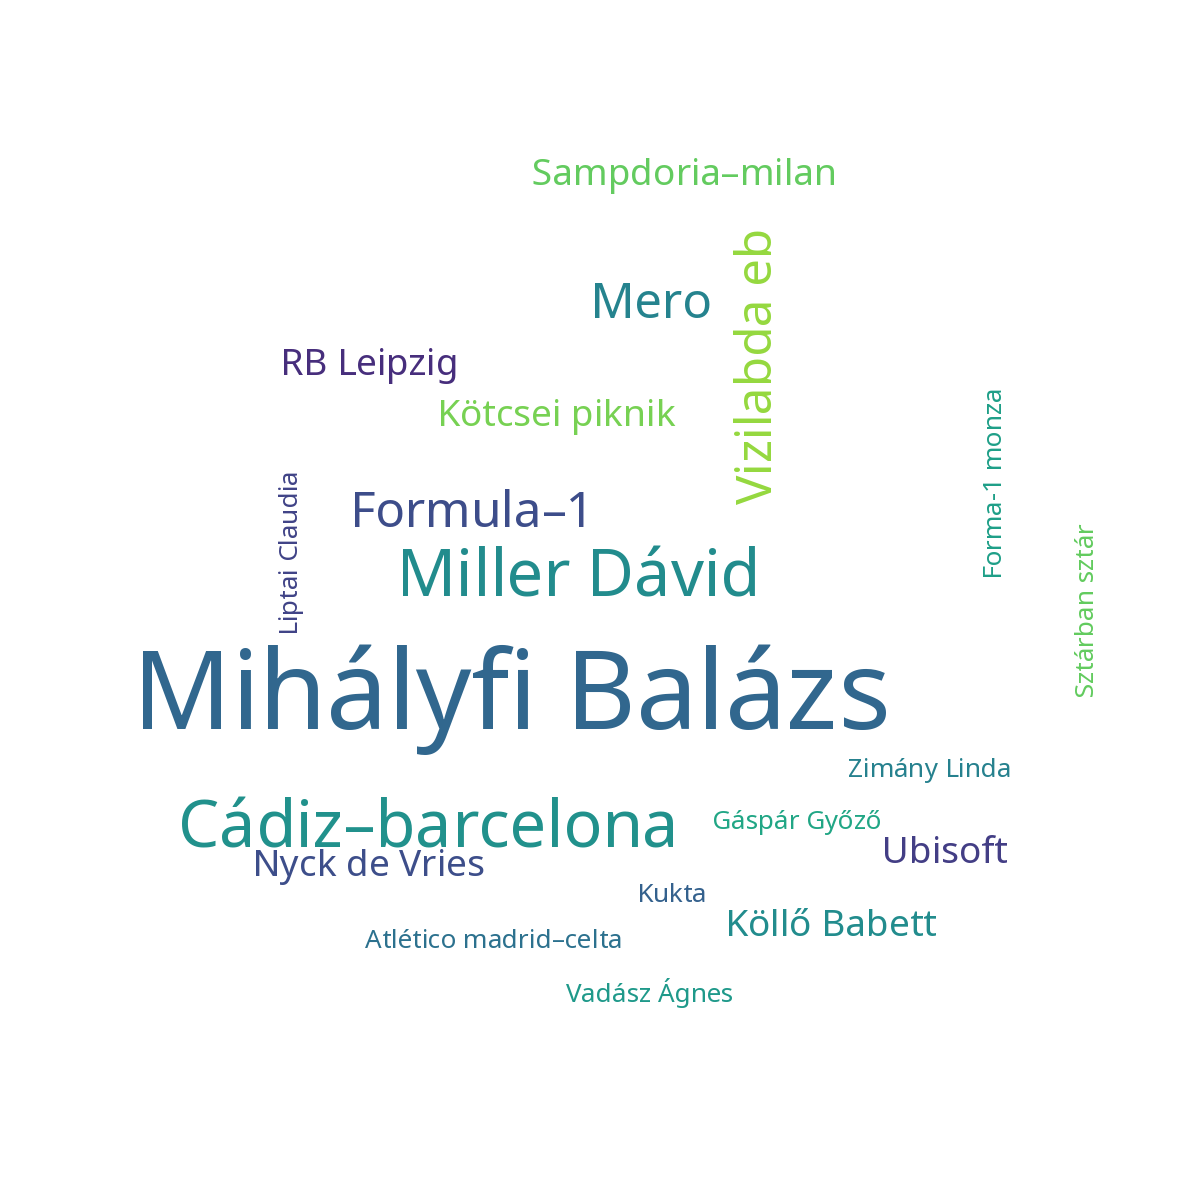 Sampdoria–milan
Vizilabda eb
Mero
RB Leipzig
Kötcsei piknik
Forma-1 monza
Liptai Claudia
Formula–1
Sztárban sztár
Miller Dávid
Mihályfi Balázs
Zimány Linda
Cádiz–barcelona
Gáspár Győző
Ubisoft
Nyck de Vries
Kukta
Köllő Babett
Atlético madrid–celta
Vadász Ágnes